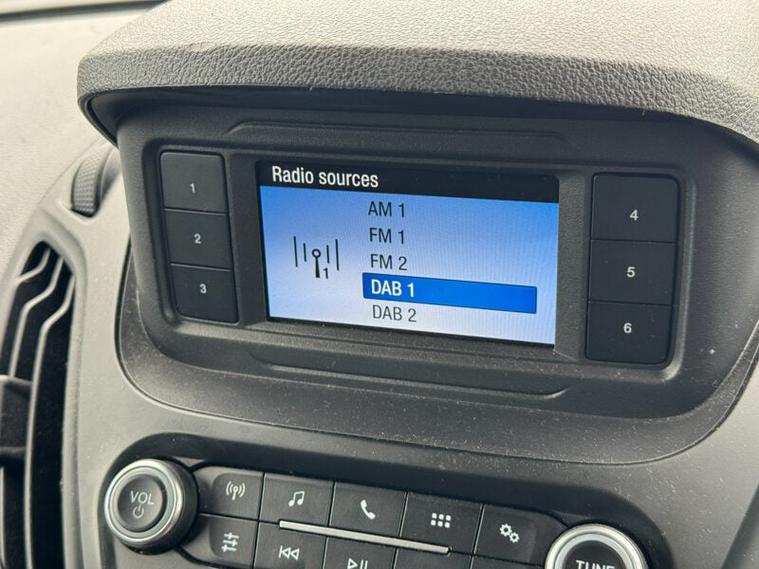 Radio sources
AM 1
FM 1
FM 2
DAB 1
DAB 2
1
1
2
3
4
5
6
VOL
TUNE